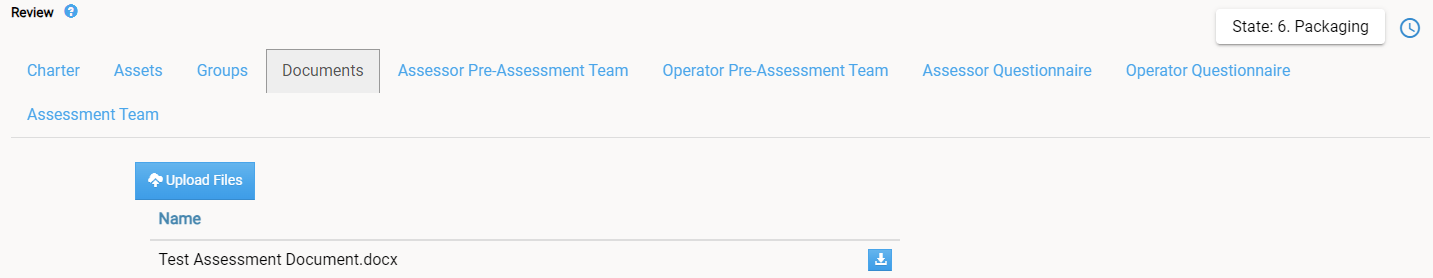 Review ?
State: 6. Packaging
Charter Assets Groups Documents Assessor Pre-Assessment Team Operator Pre-Assessment Team Assessor Questionnaire Operator Questionnaire
Assessment Team
Upload Files
Name
Test Assessment Document.docx